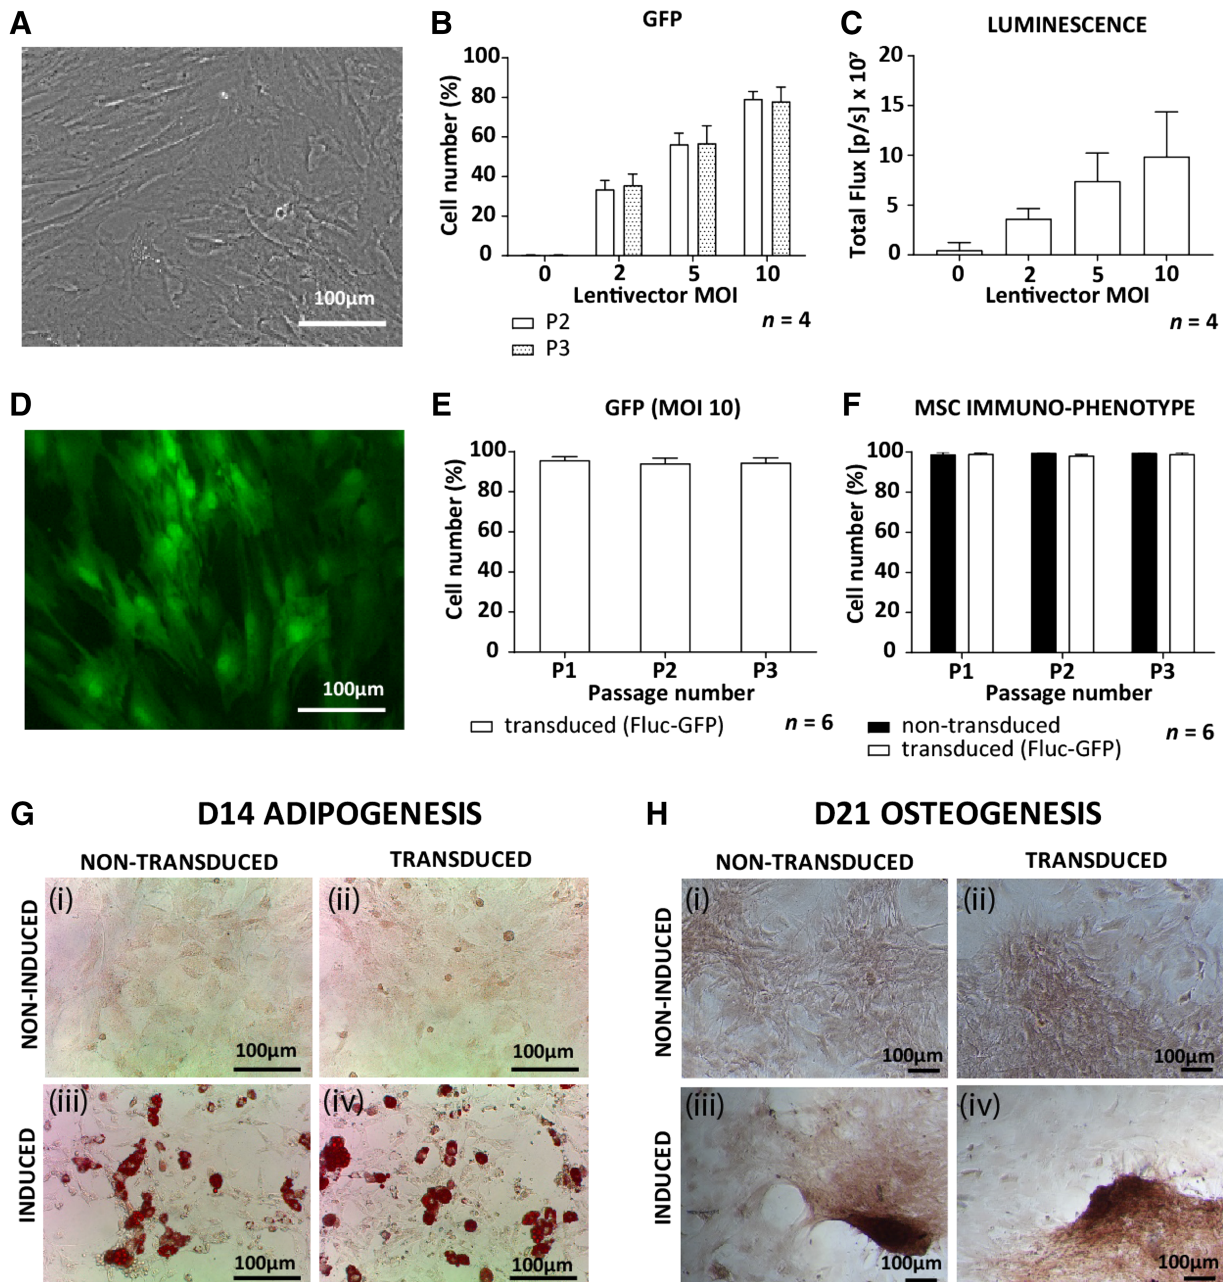 A
100µm
B
GFP
Cell number (%)
100
80
60
40
20
0
0 2 5 10
Lentivector MOI
P2
P3
n = 4
C
LUMINESCENCE
Total Flux [p/s] x 10⁷
20
15
10
5
0
0 2 5 10
Lentivector MOI
n = 4
D
100µm
E
GFP (MOI 10)
Cell number (%)
100
80
60
40
20
0
P1 P2 P3
Passage number
transduced (Fluc-GFP)
n = 6
F
MSC IMMUNO-PHENOTYPE
Cell number (%)
100
80
60
40
20
0
P1 P2 P3
Passage number
non-transduced
transduced (Fluc-GFP)
n = 6
G
D14 ADIPOGENESIS
NON-TRANSDUCED TRANSDUCED
NON-INDUCED
(i)
100µm
(ii)
100µm
INDUCED
(iii)
100µm
(iv)
100µm
H
D21 OSTEOGENESIS
NON-TRANSDUCED TRANSDUCED
NON-INDUCED
(i)
100µm
(ii)
100µm
INDUCED
(iii)
100µm
(iv)
100µm